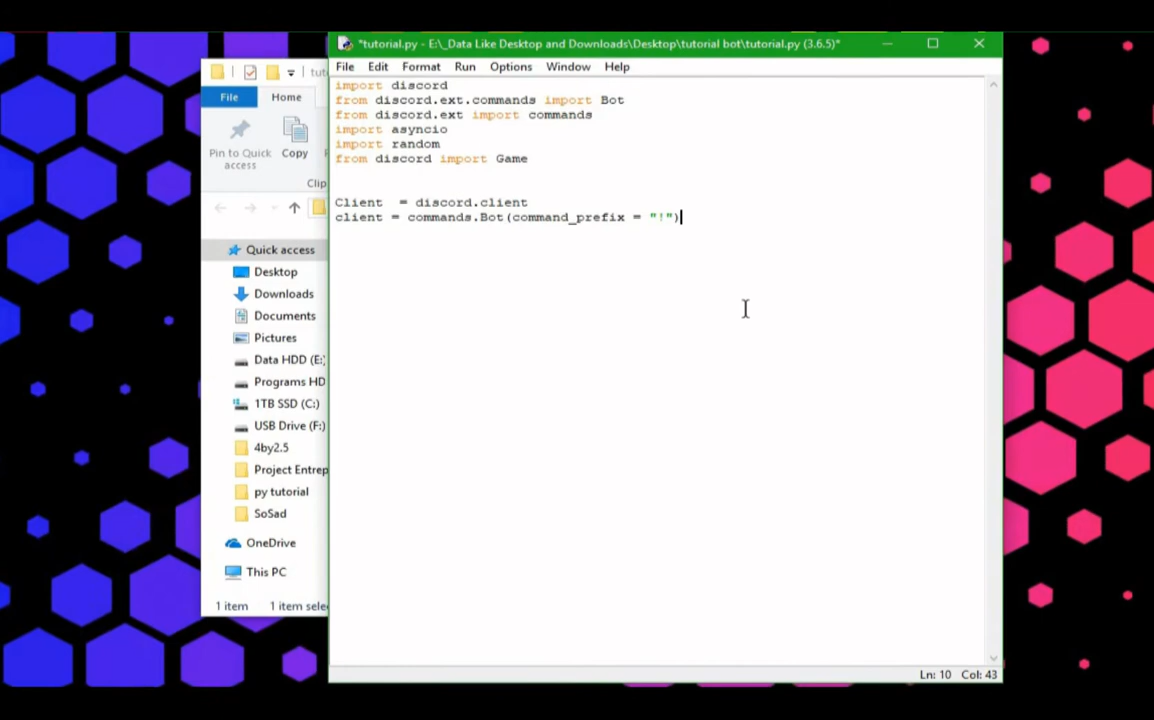 *tutorial.py - E:\_Data Like Desktop and Downloads\Desktop\tutorial bot\tutorial.py (3.6.5)*
File Edit Format Run Options Window Help
import discord
from discord.ext.commands import Bot
from discord.ext import commands
import asyncio
import random
from discord import Game
Client  = discord.client
client = commands.Bot(command_prefix = "!")
Ln: 10 Col: 43
tut
File Home
Pin to Quick
access
Copy
Clip
Quick access
Desktop
Downloads
Documents
Pictures
Data HDD (E:
Programs HD
1TB SSD (C:)
USB Drive (F:)
4by2.5
Project Entrep
py tutorial
SoSad
OneDrive
This PC
1 item 1 item sele